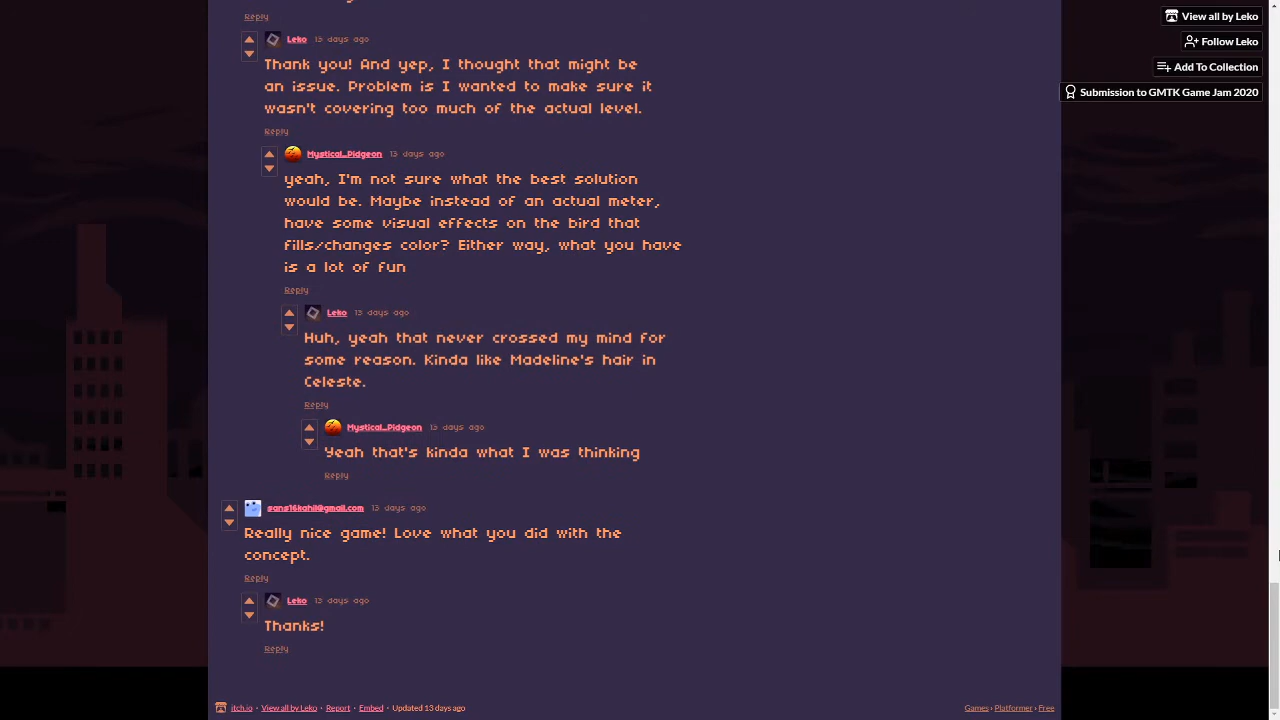 Reply
Leko 13 days ago
Thank you! And yep, I thought that might be
an issue. Problem is I wanted to make sure it
wasn't covering too much of the actual level.
Reply
Mystical_Pidgeon 13 days ago
yeah, I'm not sure what the best solution
would be. Maybe instead of an actual meter,
have some visual effects on the bird that
fills/changes color? Either way, what you have
is a lot of fun
Reply
Leko 13 days ago
Huh, yeah that never crossed my mind for
some reason. Kinda like Madeline's hair in
Celeste.
Reply
Mystical_Pidgeon 13 days ago
Yeah that's kinda what I was thinking
Reply
sans16kahil@gmail.com 13 days ago
Really nice game! Love what you did with the
concept.
Reply
Leko 13 days ago
Thanks!
Reply
itch.io · View all by Leko · Report · Embed · Updated 13 days ago
Games › Platformer › Free
View all by Leko
Follow Leko
Add To Collection
Submission to GMTK Game Jam 2020